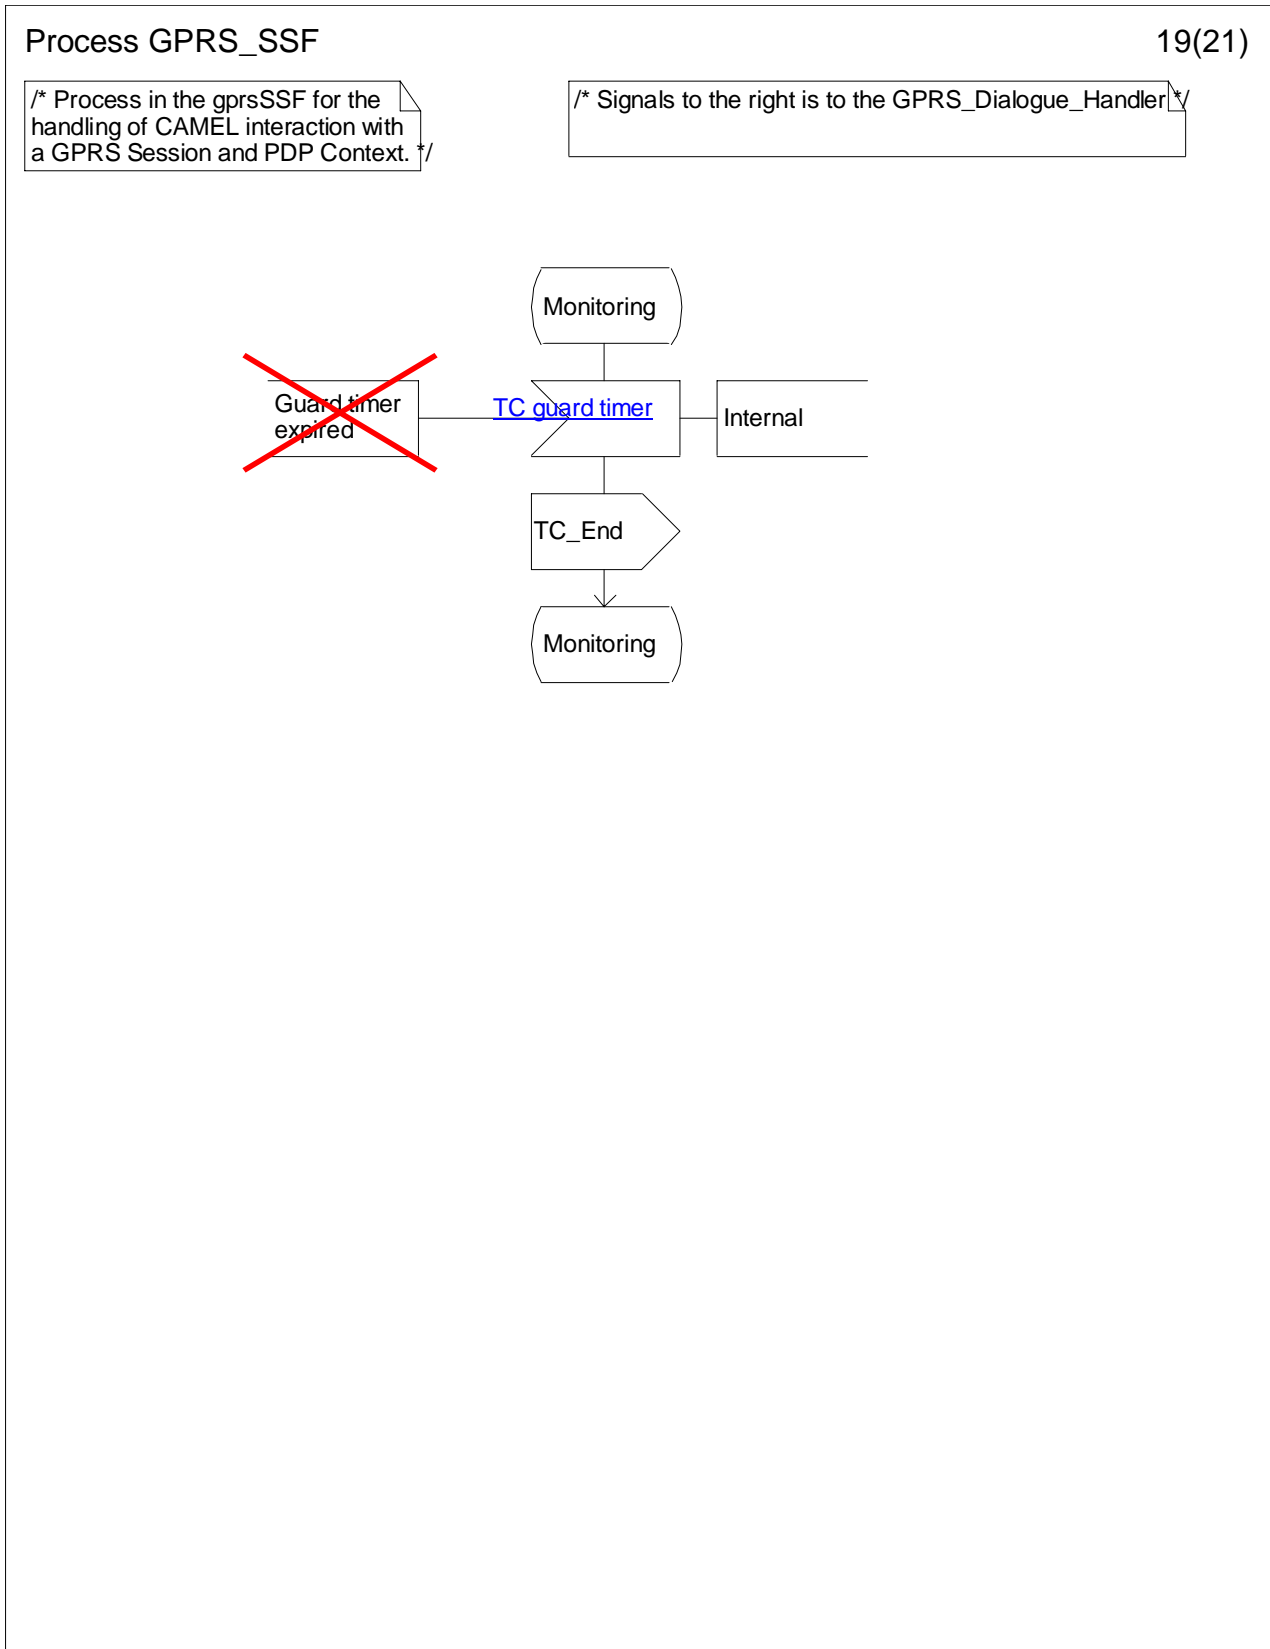 Process GPRS_SSF
19(21)
/* Process in the gprsSSF for the
handling of CAMEL interaction with
a GPRS Session and PDP Context. */
/* Signals to the right is to the GPRS_Dialogue_Handler */
Monitoring
Guard timer
expired
TC guard timer
Internal
TC_End
Monitoring